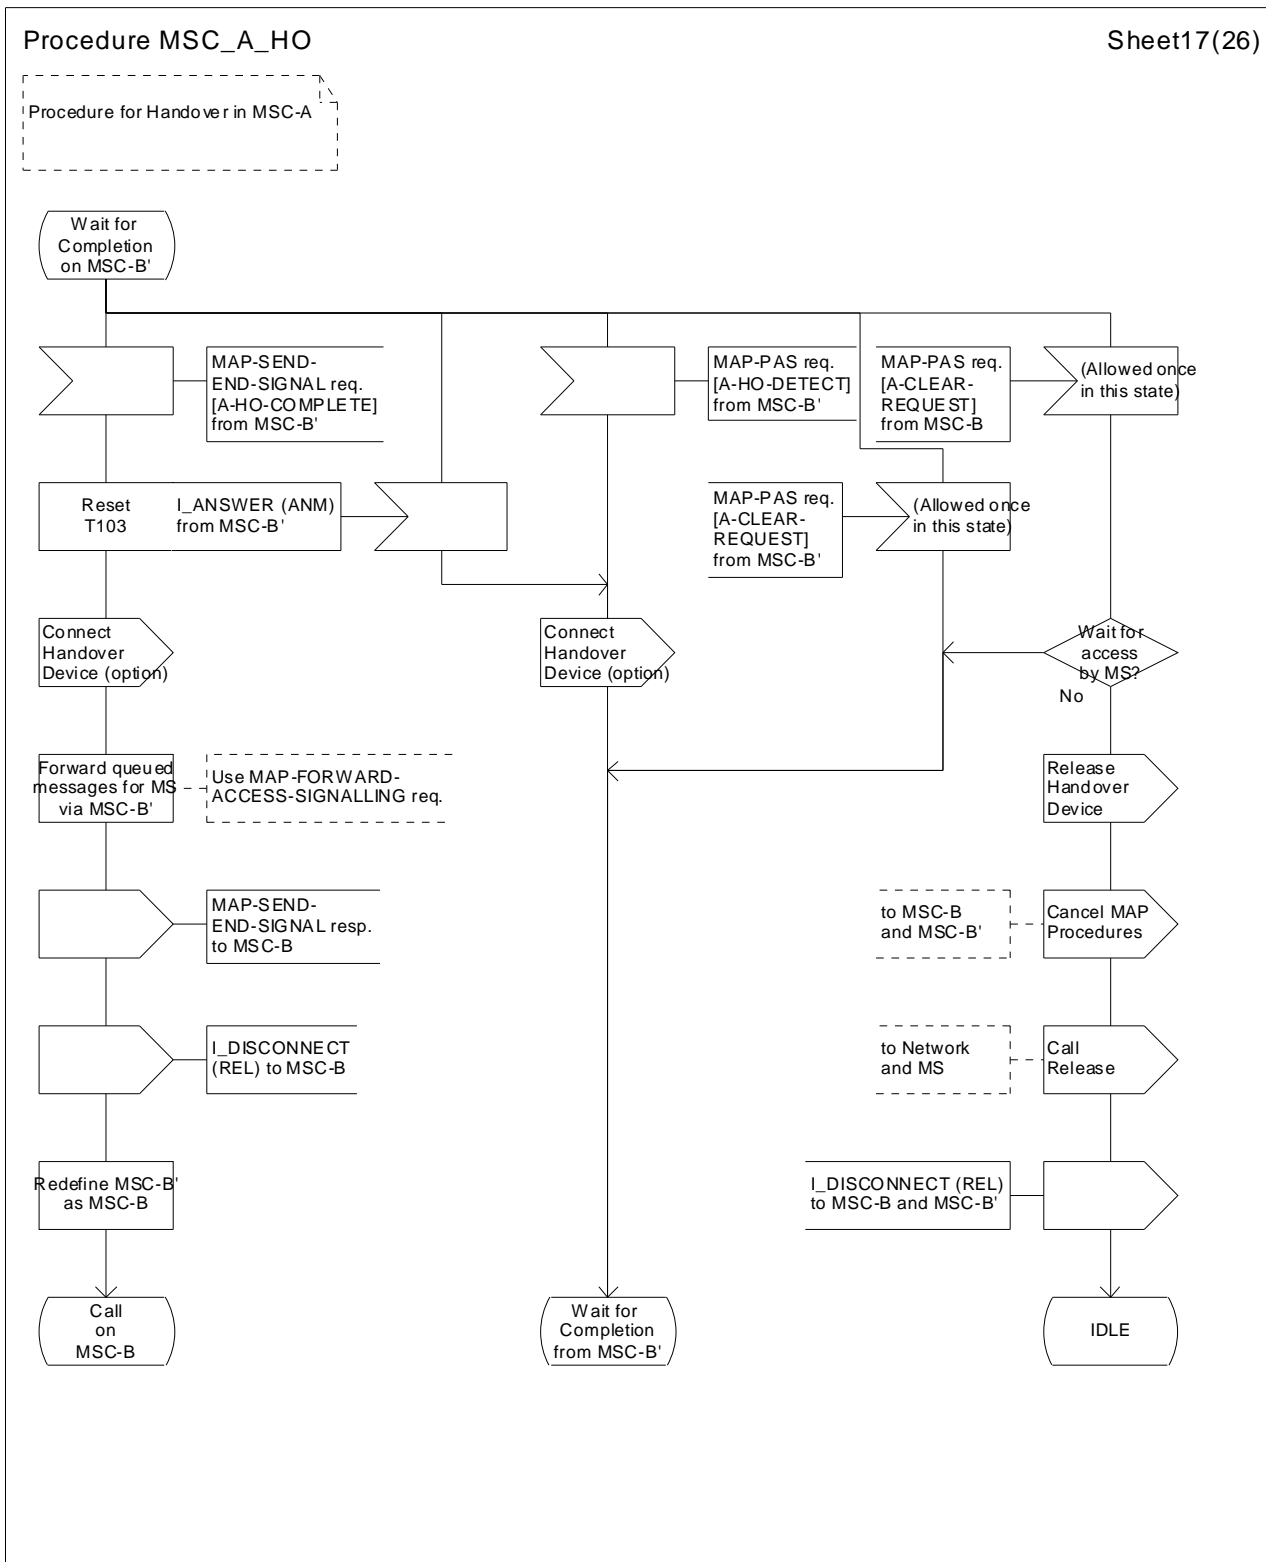 Procedure MSC_A_HO
Sheet17(26)
Procedure for Handover in MSC-A
Wait for
Completion
on MSC-B'
MAP-SEND-
END-SIGNAL req.
[A-HO-COMPLETE]
from MSC-B'
MAP-PAS req.
[A-HO-DETECT]
from MSC-B'
MAP-PAS req.
[A-CLEAR-
REQUEST]
from MSC-B
(Allowed once
in this state)
Reset
T103
I_ANSWER (ANM)
from MSC-B'
MAP-PAS req.
[A-CLEAR-
REQUEST]
from MSC-B'
(Allowed once
in this state)
Connect
Handover
Device (option)
Connect
Handover
Device (option)
Wait for
access
by MS?
No
Forward queued
messages for MS
via MSC-B'
Use MAP-FORWARD-
ACCESS-SIGNALLING req.
Release
Handover
Device
MAP-SEND-
END-SIGNAL resp.
to MSC-B
to MSC-B
and MSC-B'
Cancel MAP
Procedures
I_DISCONNECT
(REL) to MSC-B
to Network
and MS
Call
Release
Redefine MSC-B'
as MSC-B
I_DISCONNECT (REL)
to MSC-B and MSC-B'
Call
on
MSC-B
Wait for
Completion
from MSC-B'
IDLE